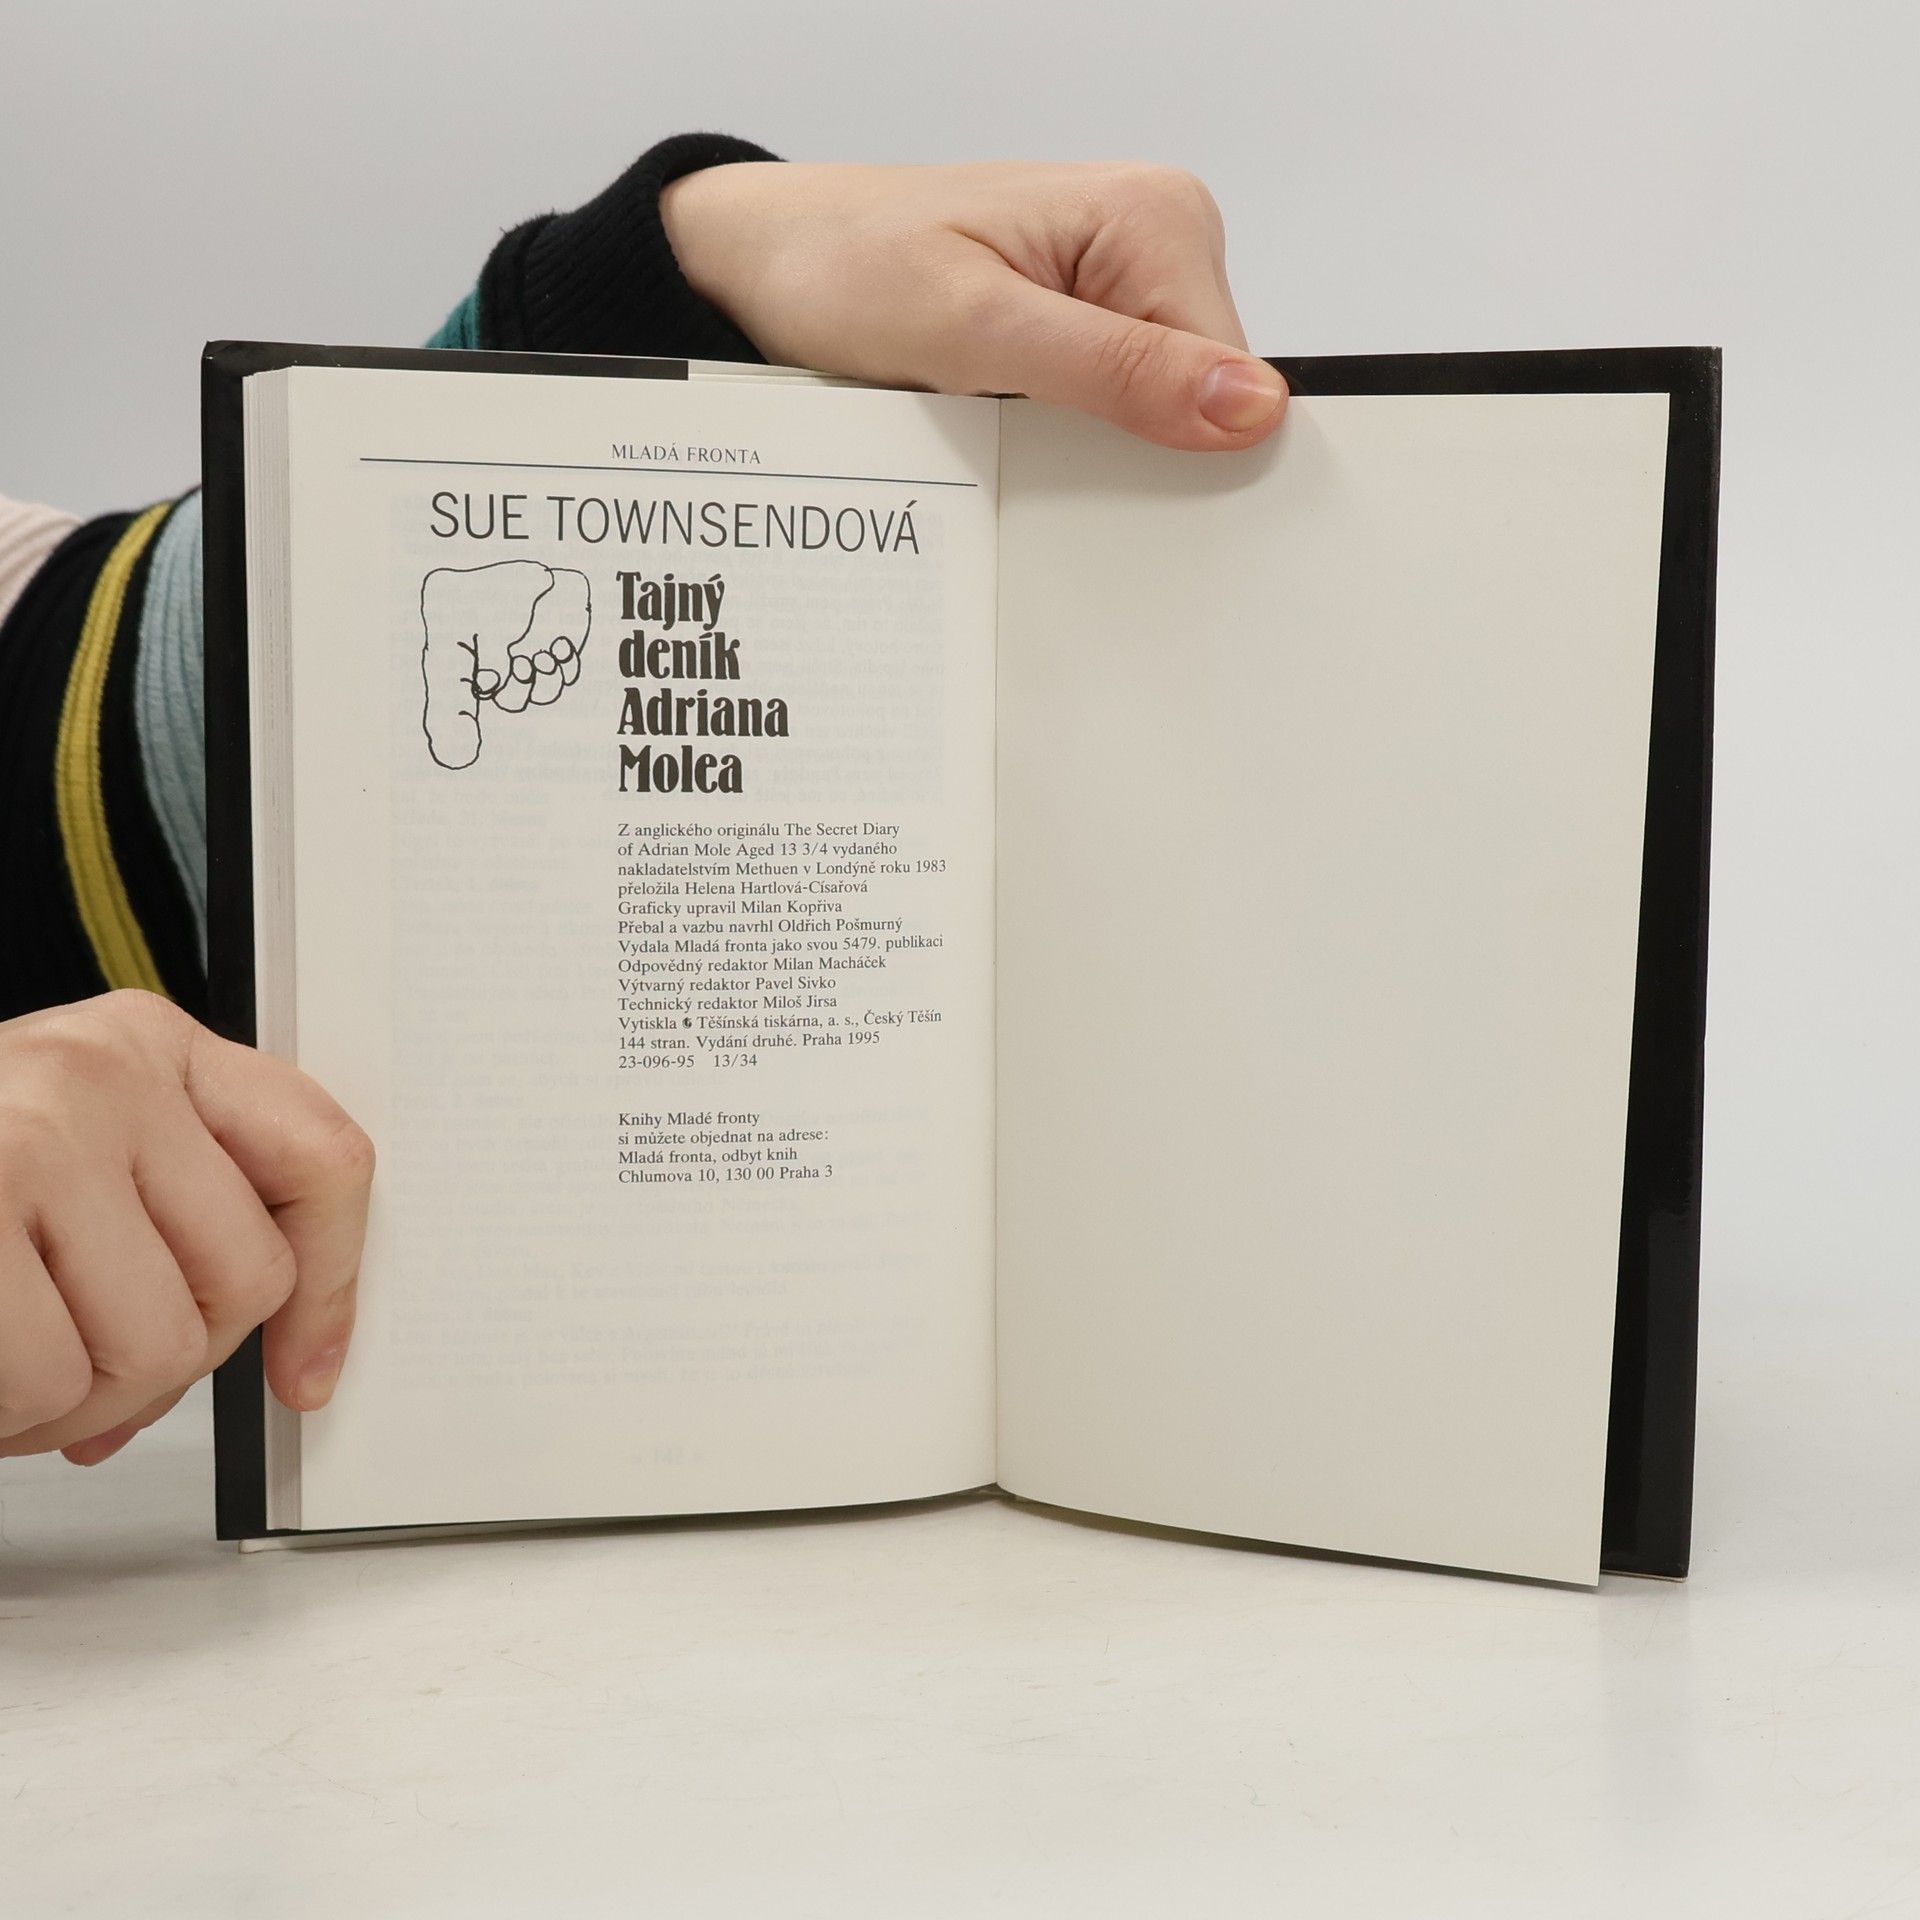 MLADÁ FRONTA
SUE TOWNSENDOVÁ
Tajný
deník
Adriana
Molea
Z anglického originálu The Secret Diary
of Adrian Mole Aged 13 3/4 vydaného
nakladatelstvím Methuen v Londýně roku 1983
přeložila Helena Hartlová-Císařová
Graficky upravil Milan Kopřiva
Přebal a vazbu navrhl Oldřich Pošmurný
Vydala Mladá fronta jako svou 5479. publikaci
Odpovědný redaktor Milan Macháček
Výtvarný redaktor Pavel Sivko
Technický redaktor Miloš Jirsa
Vytiskla Těšínská tiskárna, a. s., Český Těšín
144 stran. Vydání druhé. Praha 1995
23-096-95 13/34
Knihy Mladé fronty
si můžete objednat na adrese:
Mladá fronta, odbyt knih
Chlumova 10, 130 00 Praha 3